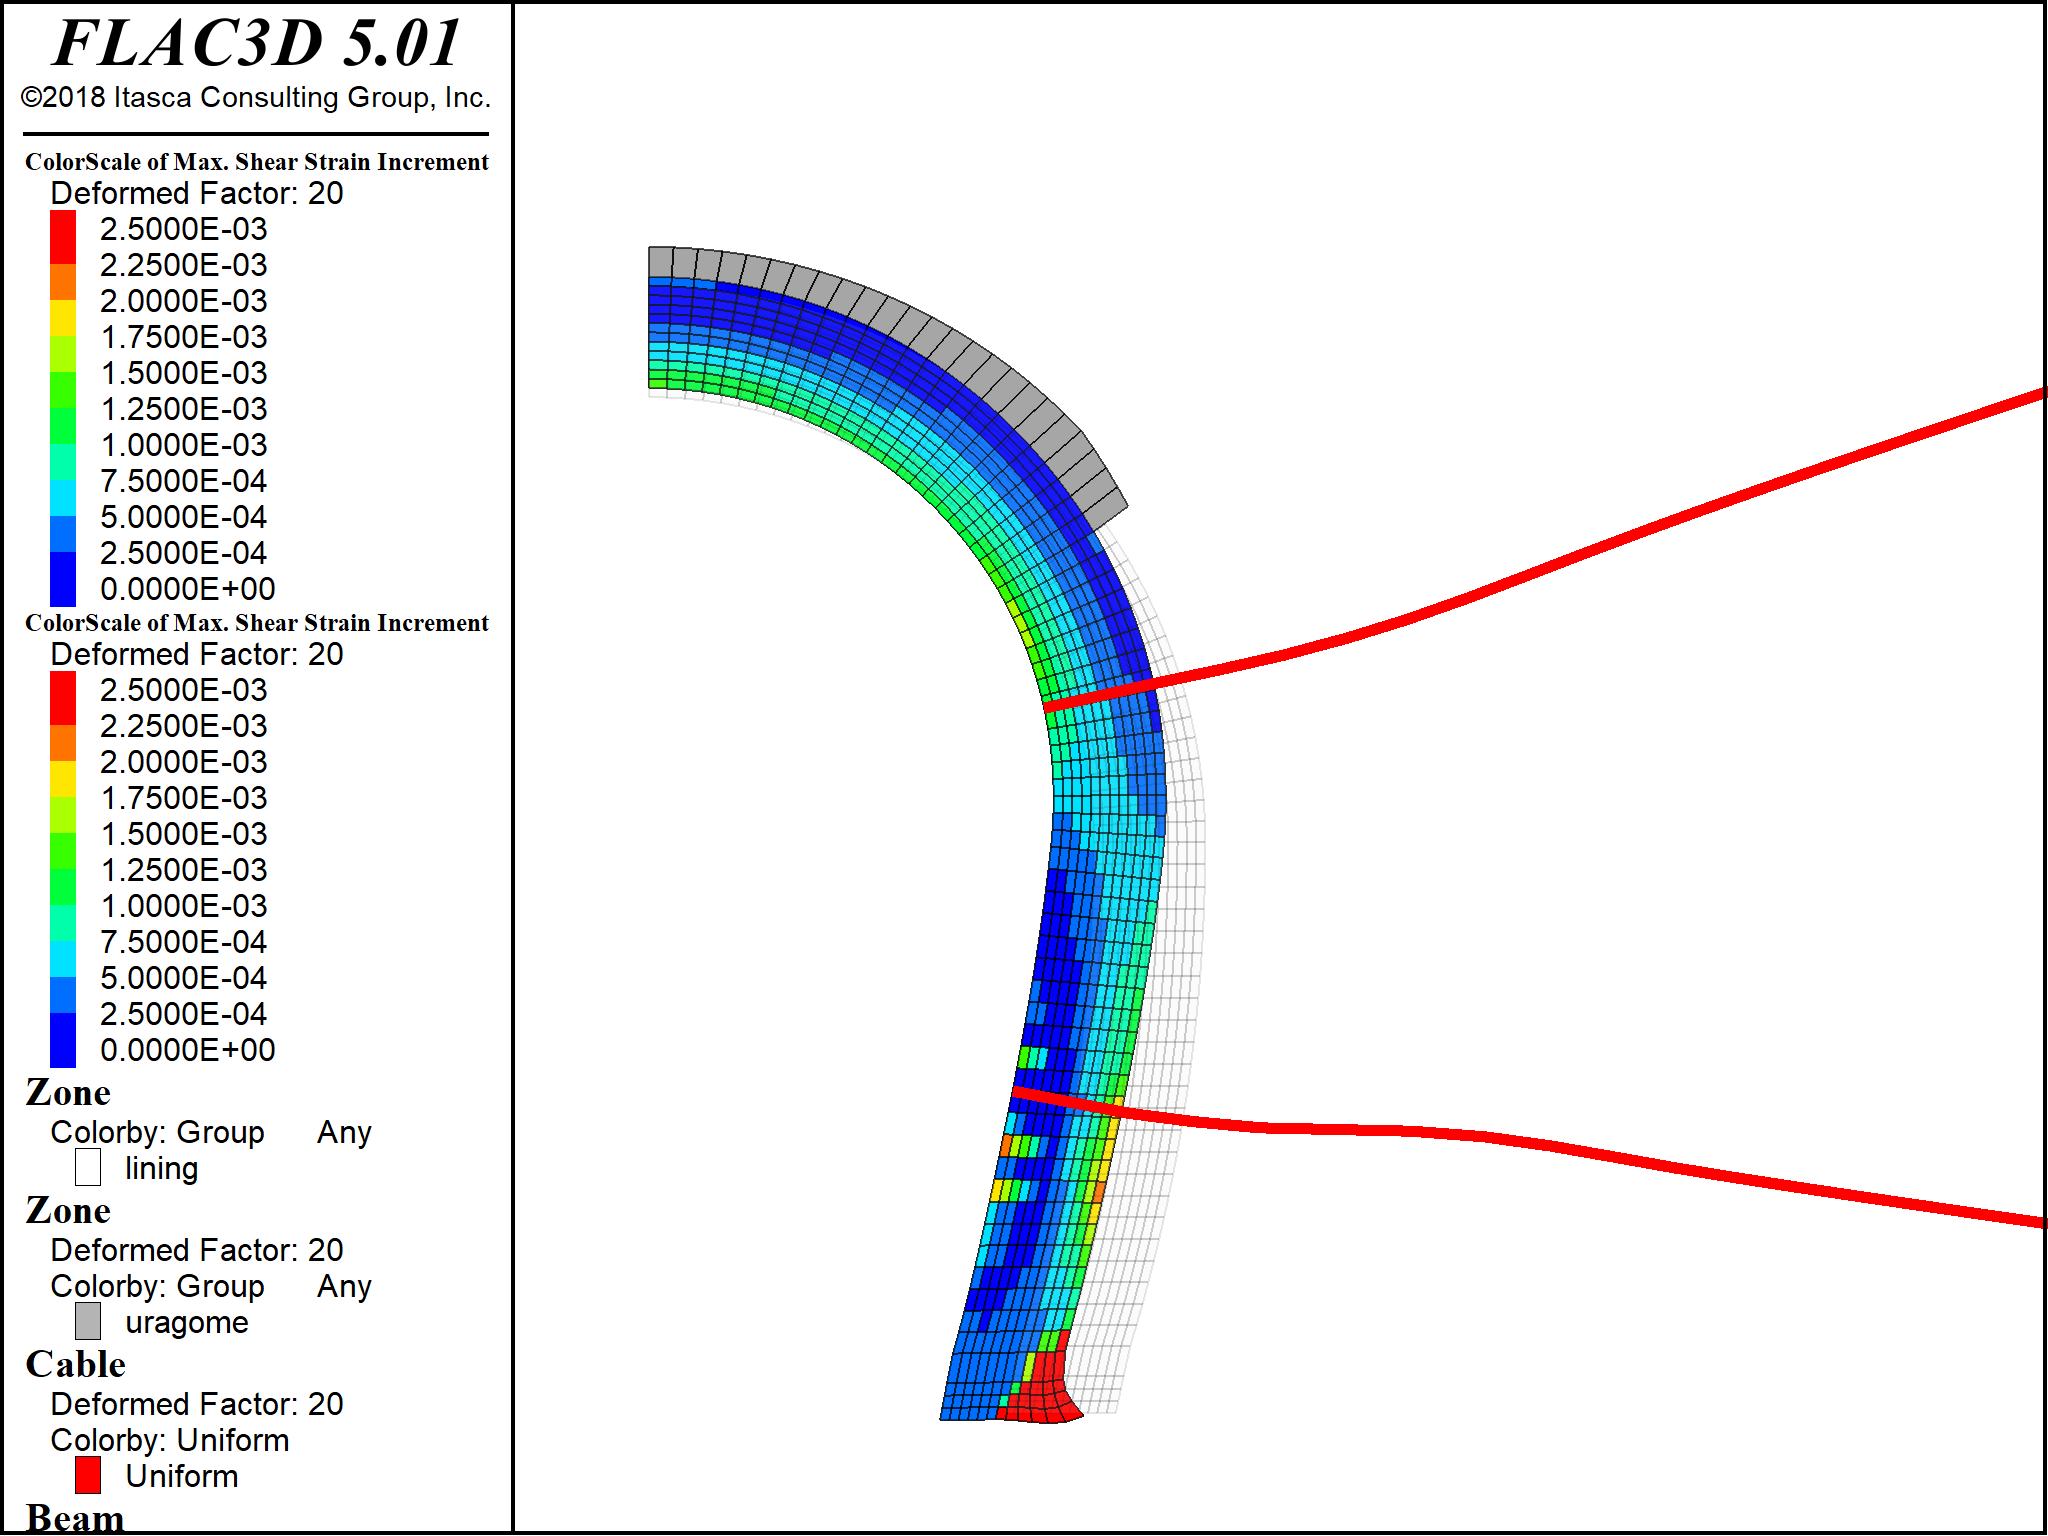 FLAC3D 5.01
©2018 Itasca Consulting Group, Inc.
ColorScale of Max. Shear Strain Increment
Deformed Factor: 20
2.5000E-03
2.2500E-03
2.0000E-03
1.7500E-03
1.5000E-03
1.2500E-03
1.0000E-03
7.5000E-04
5.0000E-04
2.5000E-04
0.0000E+00
ColorScale of Max. Shear Strain Increment
Deformed Factor: 20
2.5000E-03
2.2500E-03
2.0000E-03
1.7500E-03
1.5000E-03
1.2500E-03
1.0000E-03
7.5000E-04
5.0000E-04
2.5000E-04
0.0000E+00
Zone
Colorby: Group Any
lining
Zone
Deformed Factor: 20
Colorby: Group Any
uragome
Cable
Deformed Factor: 20
Colorby: Uniform
Uniform
Beam